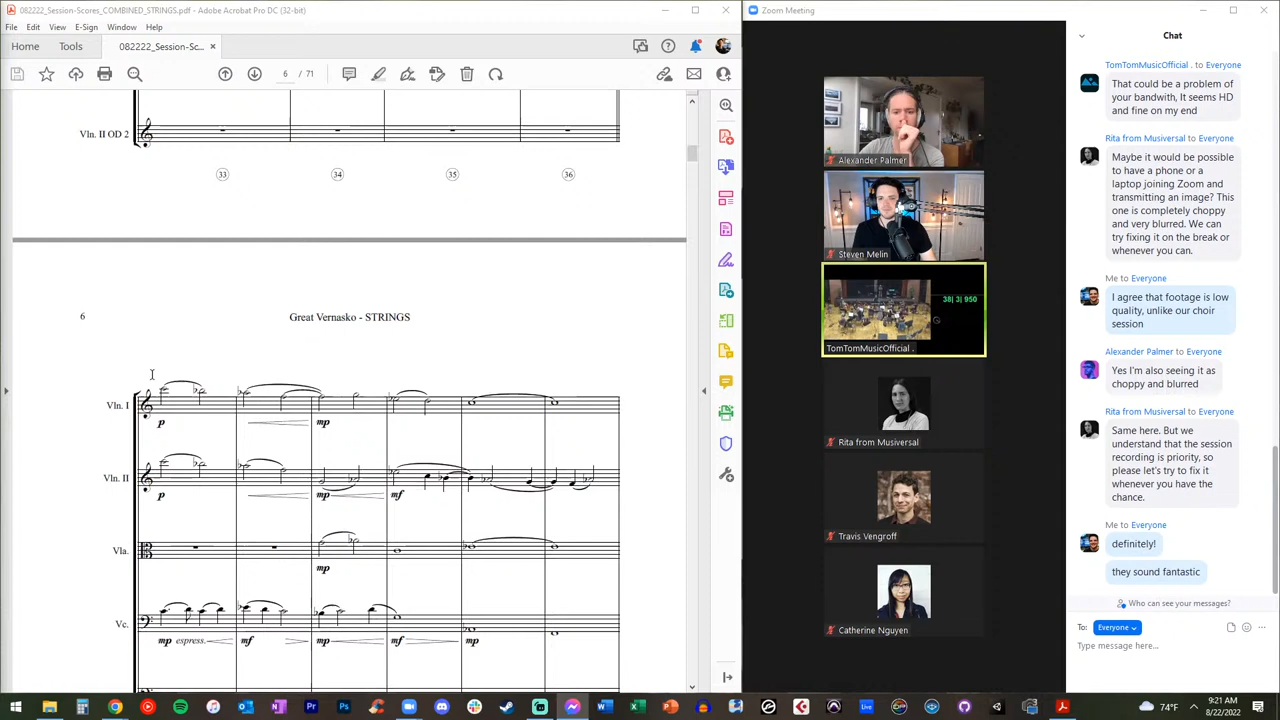 082222_Session-Scores_COMBINED_STRINGS.pdf - Adobe Acrobat Pro DC (32-bit)
File Edit View E-Sign Window Help
Home Tools 082222_Session-Sc... ×
6 / 71
Vln. II OD 2
33 34 35 36
6
Great Vernasko - STRINGS
Vln. I
p mp
Vln. II
p mp mf
Vla.
mp
Vc.
mp espress. mf mp mp
Zoom Meeting
Alexander Palmer
Steven Melin
38| 3| 950
TomTomMusicOfficial .
Rita from Musiversal
Travis Vengroff
Catherine Nguyen
Chat
TomTomMusicOfficial . to Everyone
That could be a problem of
your bandwith, It seems HD
and fine on my end
Rita from Musiversal to Everyone
Maybe it would be possible
to have a phone or a
laptop joining Zoom and
transmitting an image? This
one is completely choppy
and very blurred. We can
try fixing it on the break or
whenever you can.
Me to Everyone
I agree that footage is low
quality, unlike our choir
session
Alexander Palmer to Everyone
Yes I'm also seeing it as
choppy and blurred
Rita from Musiversal to Everyone
Same here. But we
understand that the session
recording is priority, so
please let's try to fix it
whenever you have the
chance.
Me to Everyone
definitely!
they sound fantastic
Who can see your messages?
To: Everyone
Type message here...
Br Ps Live
74°F
9:21 AM
8/22/2022